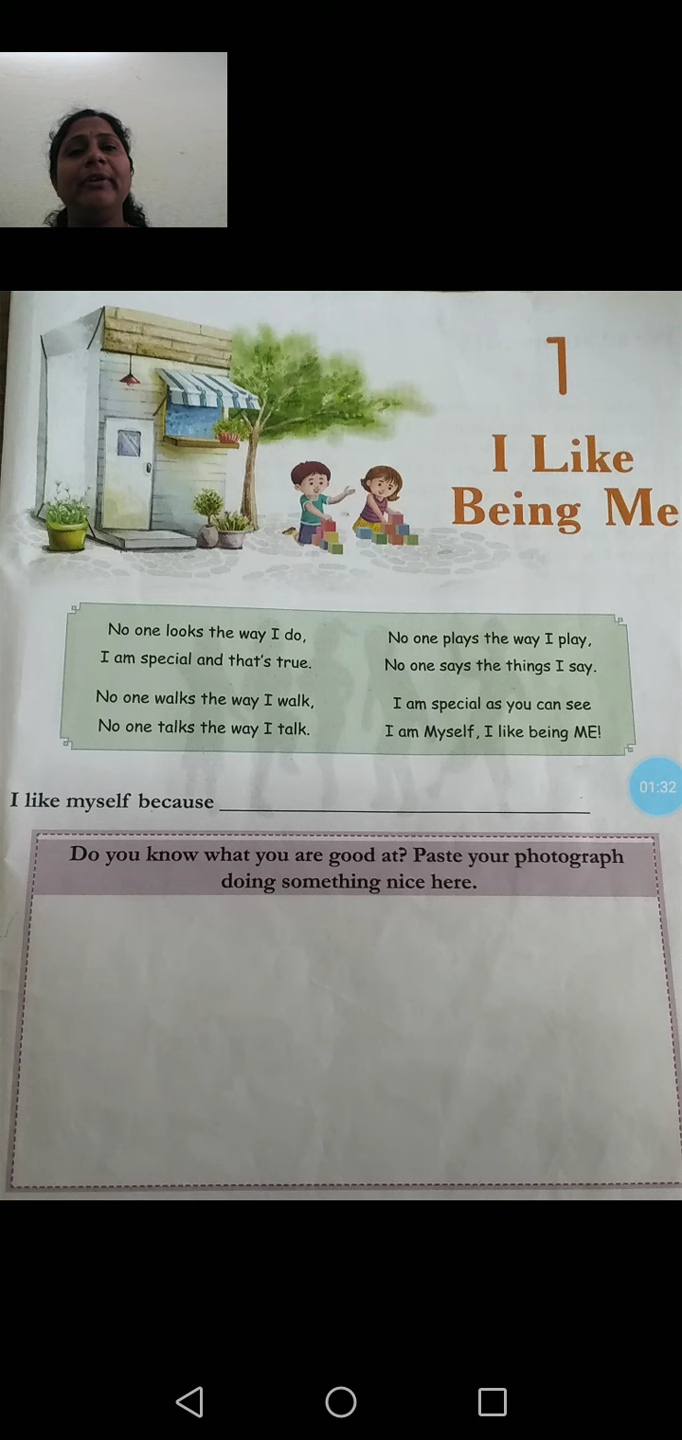 1
I Like
Being Me
No one looks the way I do,
I am special and that's true.
No one walks the way I walk,
No one talks the way I talk.
No one plays the way I play,
No one says the things I say.
I am special as you can see
I am Myself, I like being ME!
I like myself because
01:32
Do you know what you are good at? Paste your photograph
doing something nice here.